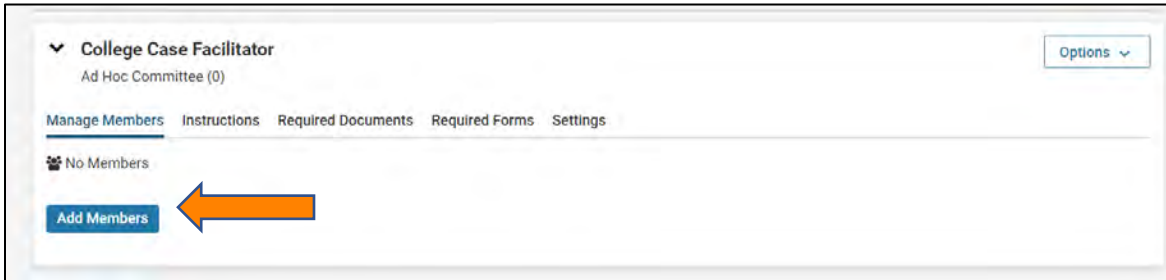 College Case Facilitator
Options
Ad Hoc Committee (0)
Manage Members Instructions Required Documents Required Forms Settings
No Members
Add Members